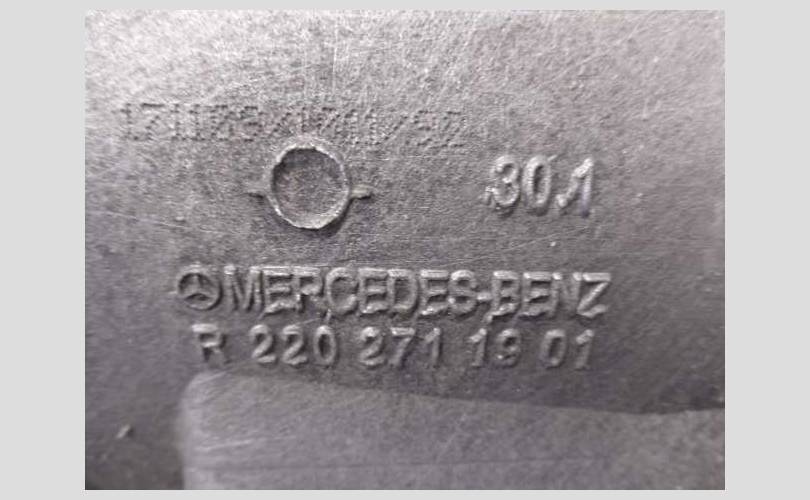 30.1
MERCEDES-BENZ
R 220 271 19 01